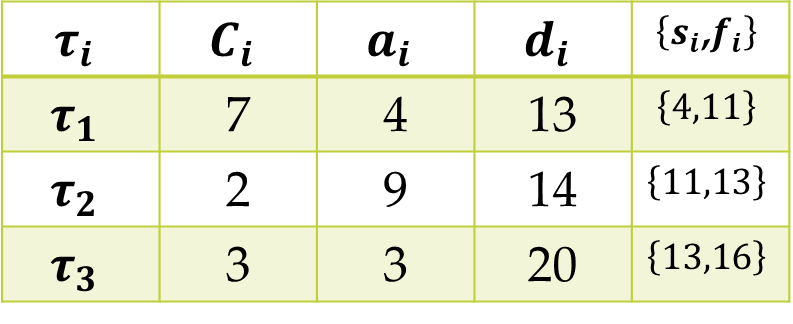 τᵢ Cᵢ aᵢ dᵢ {sᵢ,fᵢ}
τ₁ 7 4 13 {4,11}
τ₂ 2 9 14 {11,13}
τ₃ 3 3 20 {13,16}